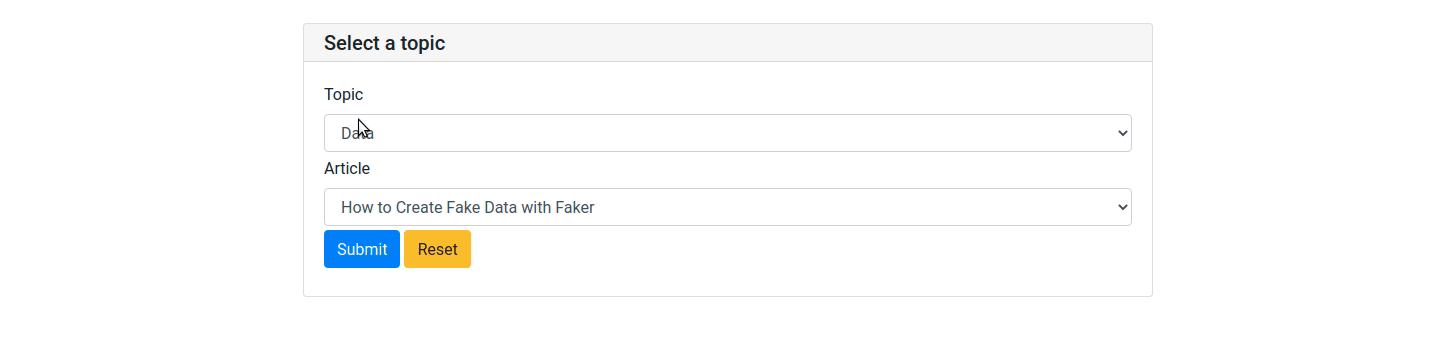 Select a topic
Topic
Data
Article
How to Create Fake Data with Faker
Submit Reset